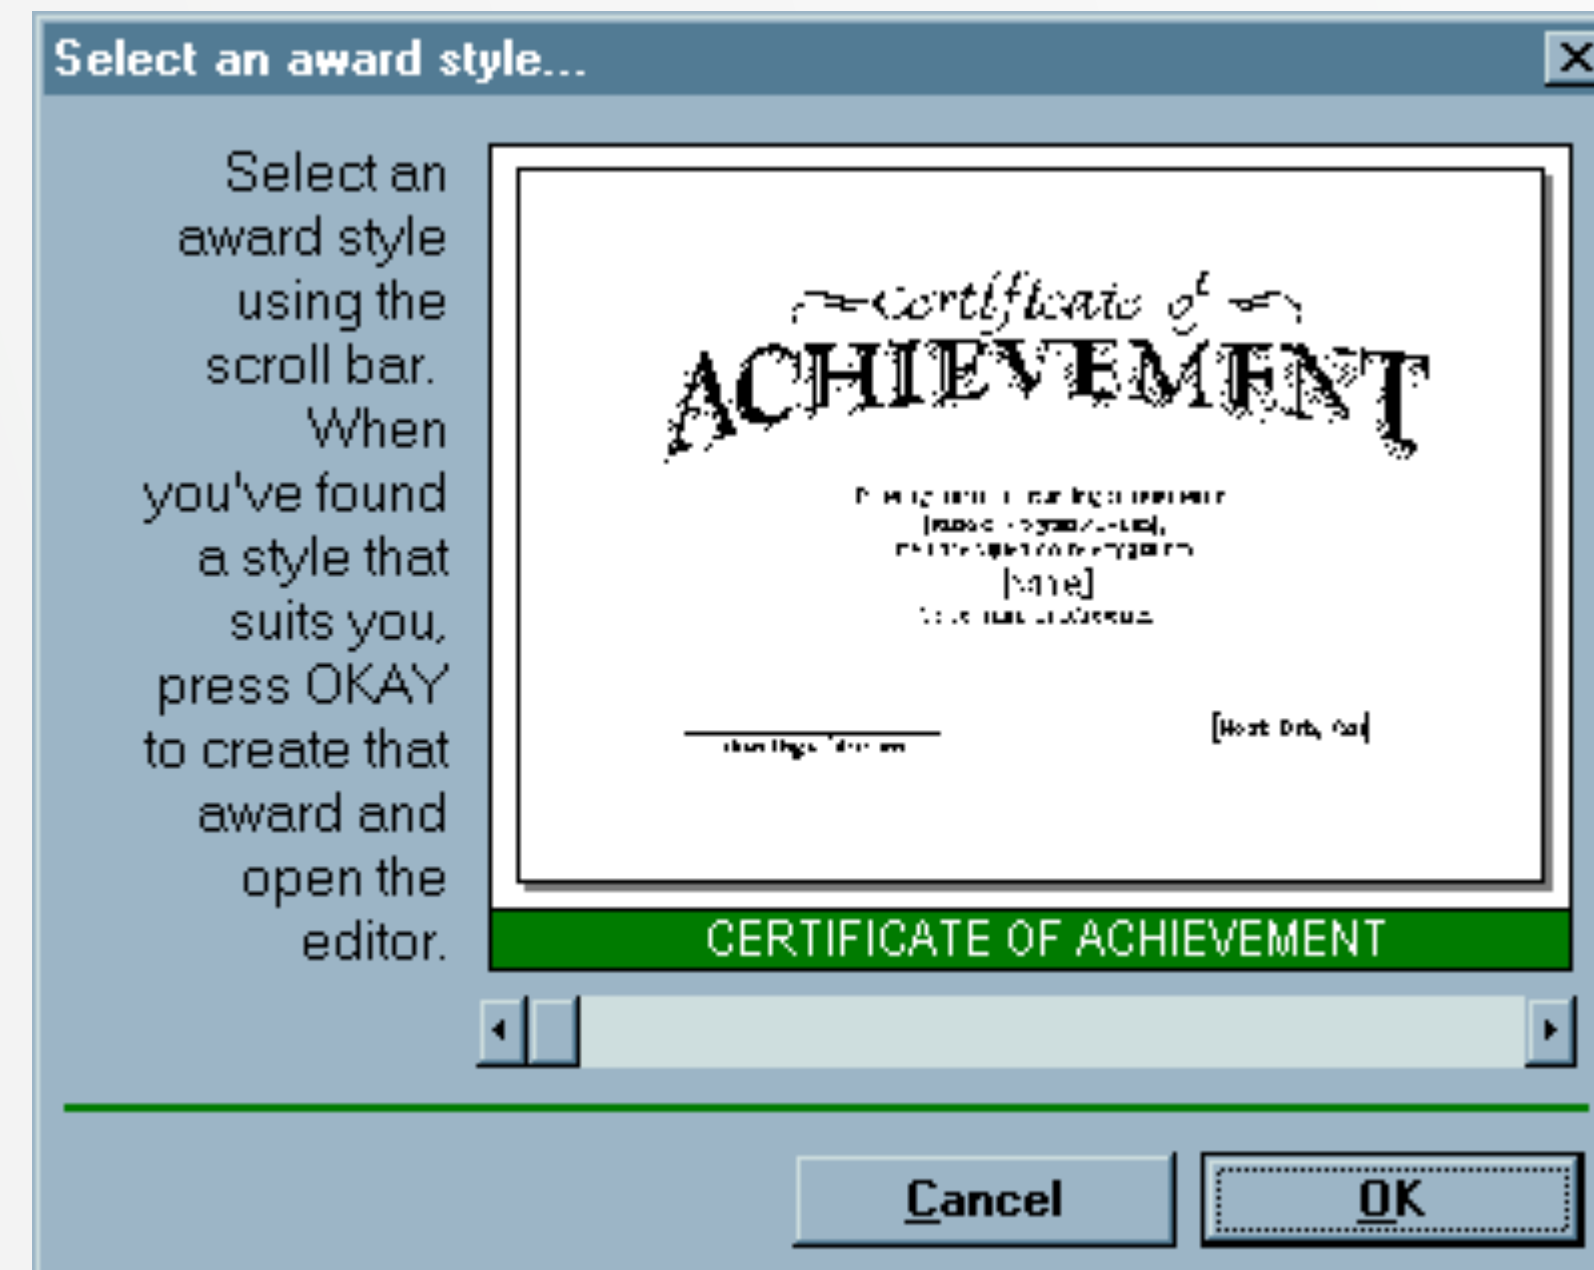 Select an award style...
Select an
award style
using the
scroll bar.
When
you've found
a style that
suits you,
press OKAY
to create that
award and
open the
editor.
Certificate of
ACHIEVEMENT
[Name]
CERTIFICATE OF ACHIEVEMENT
Cancel
OK